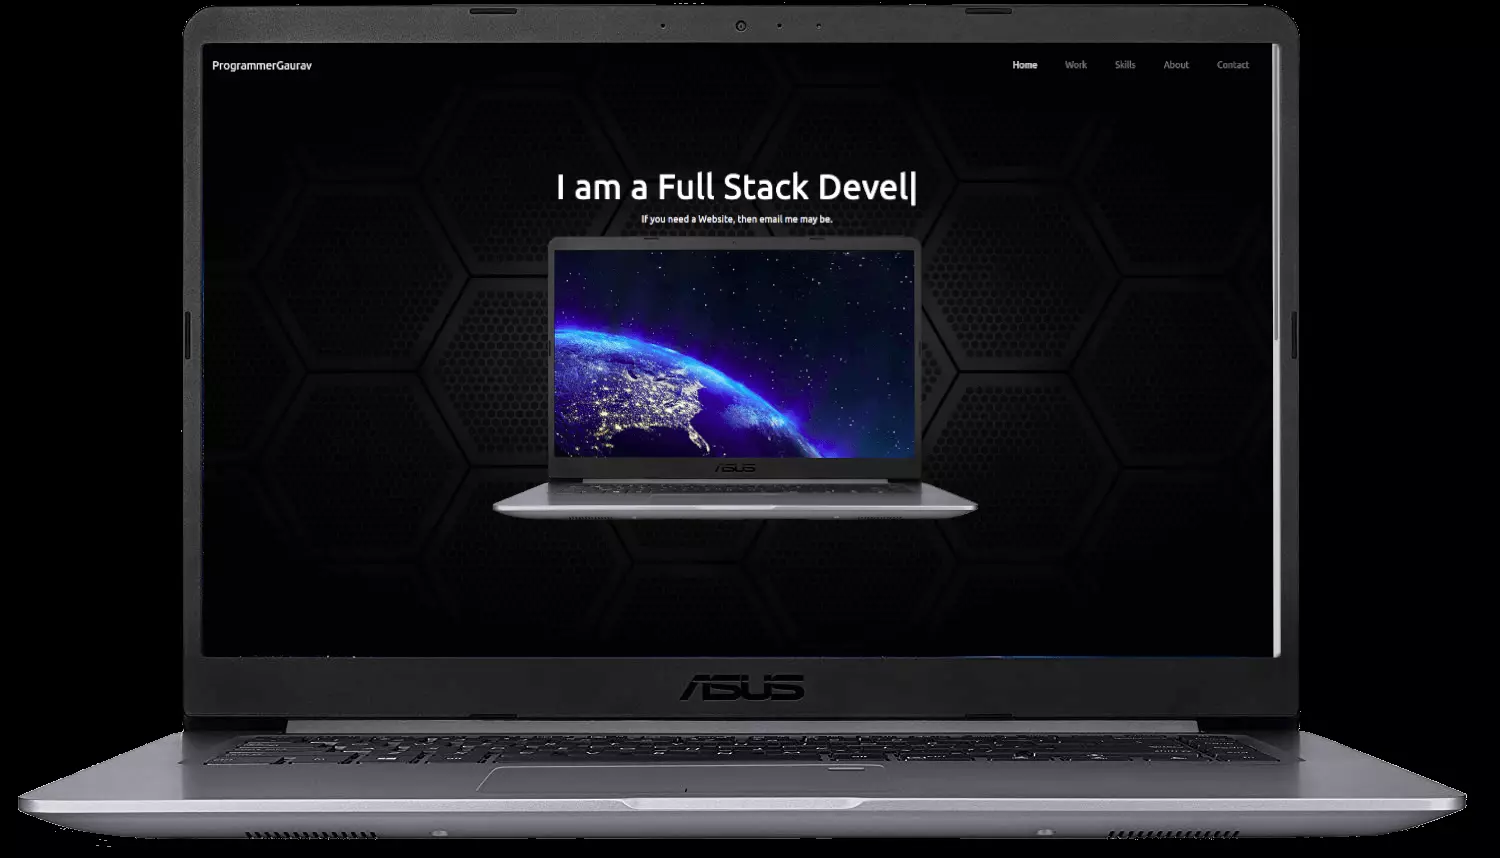 ProgrammerGaurav
Home Work Skills About Contact
I am a Full Stack Devel|
If you need a Website, then email me may be.
ASUS
ASUS